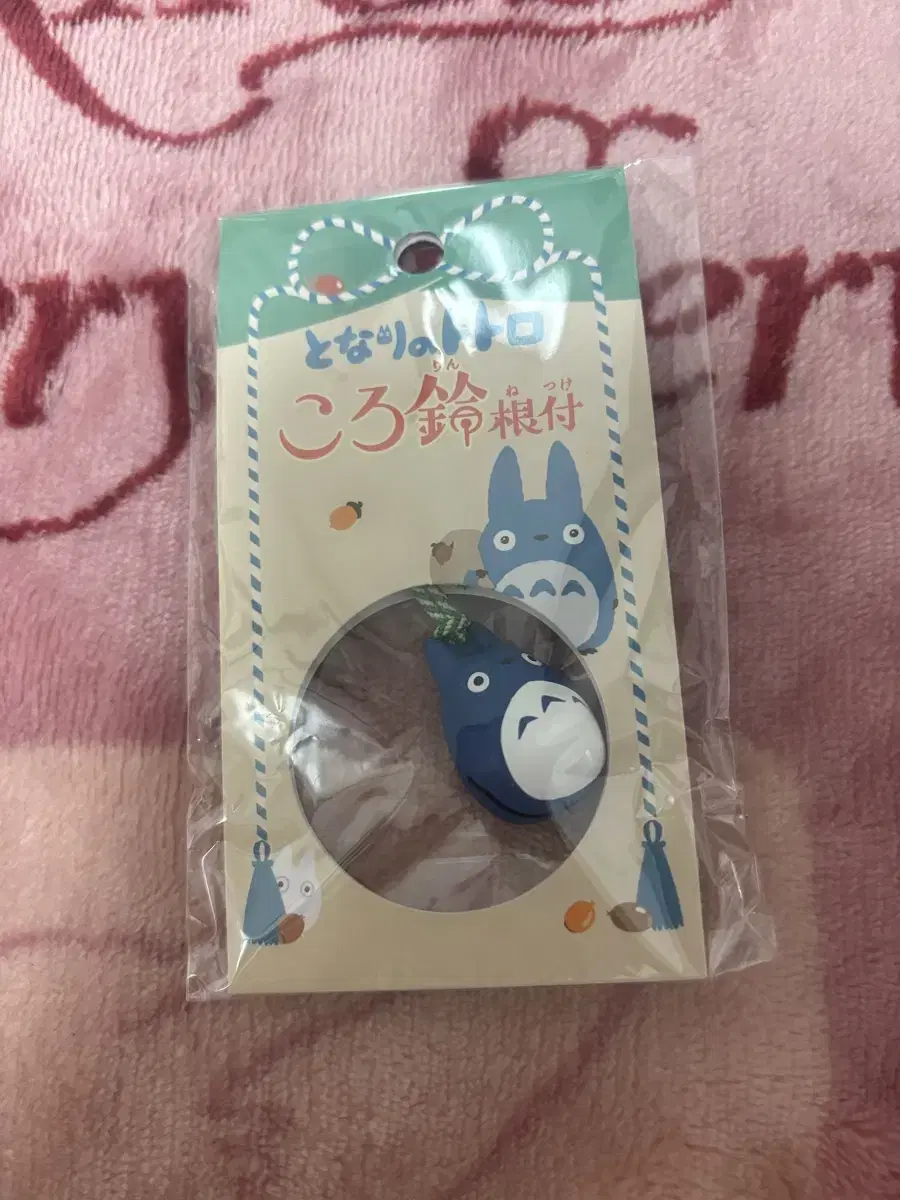 となりのトトロ
ころ鈴根付
りん
ねつけ